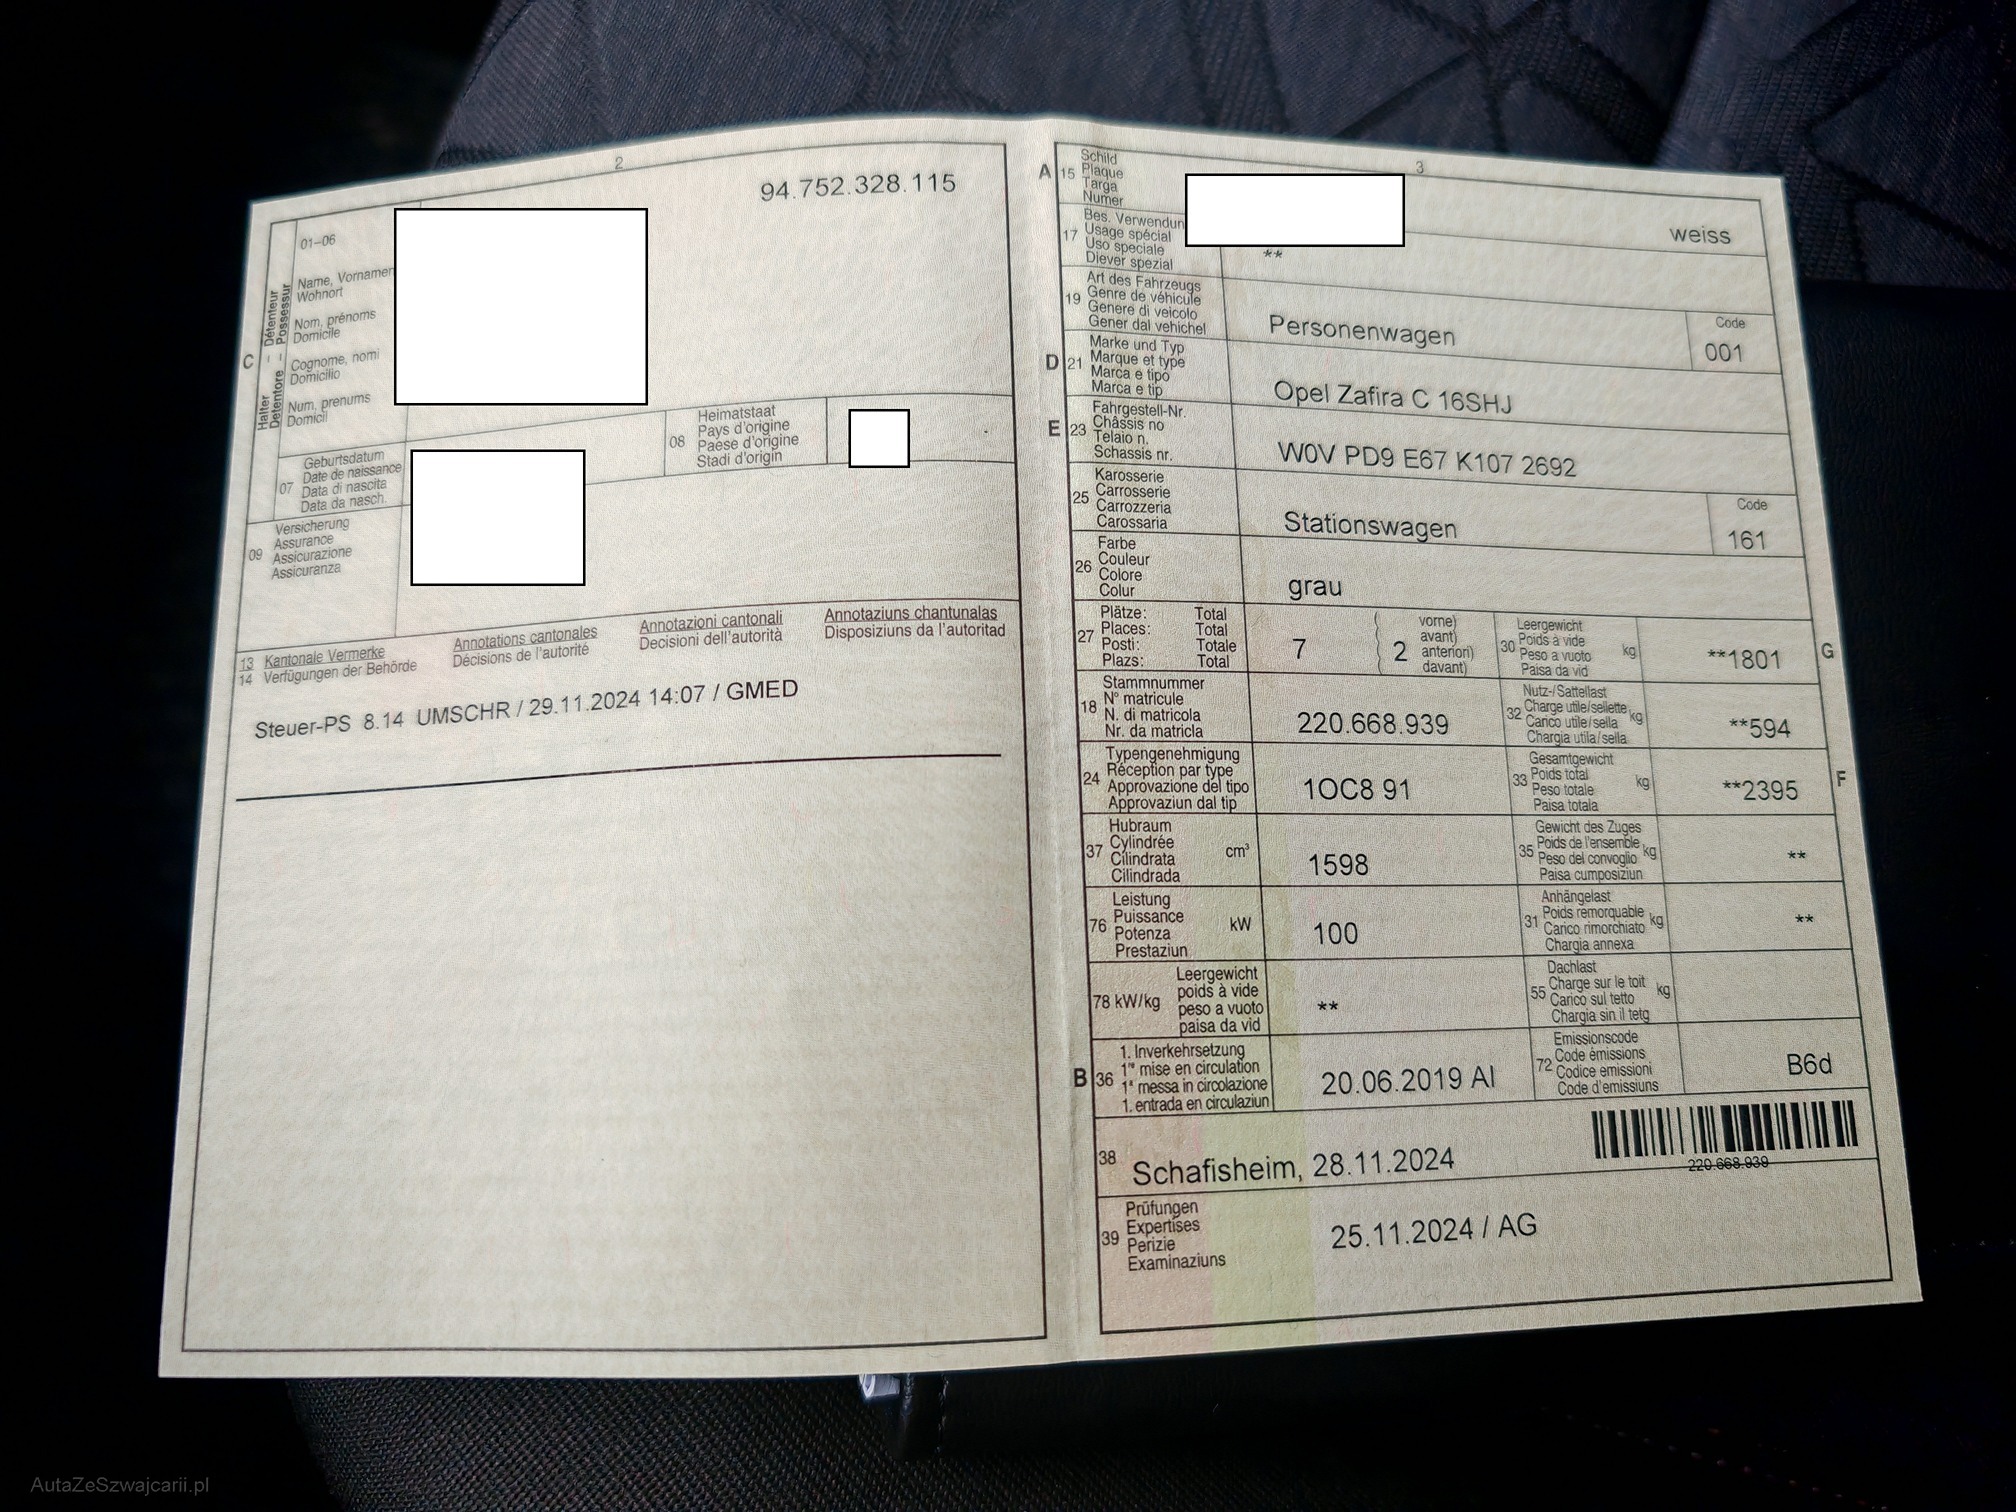 2
94.752.328.115
C
Halter – Détenteur
Detentore – Possessur
01–06
Name, Vornamen
Wohnort
Nom, prénoms
Domicile
Cognome, nomi
Domicilio
Num, prenums
Domicil
07
Geburtsdatum
Date de naissance
Data di nascita
Data da nasch.
08
Heimatstaat
Pays d'origine
Paese d'origine
Stadi d'origin
09
Versicherung
Assurance
Assicurazione
Assicuranza
13 Kantonale Vermerke Annotations cantonales Annotazioni cantonali Annotaziuns chantunalas
14 Verfügungen der Behörde Décisions de l'autorité Decisioni dell'autorità Disposiziuns da l'autoritad
Steuer-PS 8.14 UMSCHR / 29.11.2024 14:07 / GMED
3
A 15
Schild
Plaque
Targa
Numer
weiss
17
Bes. Verwendun
Usage spécial
Uso speciale
Diever spezial
**
19
Art des Fahrzeugs
Genre de véhicule
Genere di veicolo
Gener dal vehichel
Personenwagen
Code
001
D 21
Marke und Typ
Marque et type
Marca e tipo
Marca e tip
Opel Zafira C 16SHJ
E 23
Fahrgestell-Nr.
Châssis no
Telaio n.
Schassis nr.
W0V PD9 E67 K107 2692
25
Karosserie
Carrosserie
Carrozzeria
Carossaria
Stationswagen
Code
161
26
Farbe
Couleur
Colore
Colur
grau
27
Plätze: Total
Places: Total
Posti: Totale
Plazs: Total
7
2
vorne)
avant)
anteriori)
davant)
30
Leergewicht
Poids à vide
Peso a vuoto
Paisa da vid
kg
**1801
G
18
Stammnummer
N° matricule
N. di matricola
Nr. da matricla
220.668.939
32
Nutz-/Sattellast
Charge utile/sellette
Carico utile/sella
Chargia utila/sella
kg
**594
24
Typengenehmigung
Réception par type
Approvazione del tipo
Approvaziun dal tip
1OC8 91
33
Gesamtgewicht
Poids total
Peso totale
Paisa totala
kg
**2395
F
37
Hubraum
Cylindrée
Cilindrata
Cilindrada
cm³
1598
35
Gewicht des Zuges
Poids de l'ensemble
Peso del convoglio
Paisa cumposiziun
kg
**
76
Leistung
Puissance
Potenza
Prestaziun
kW
100
31
Anhängelast
Poids remorquable
Carico rimorchiato
Chargia annexa
kg
**
78 kW/kg
Leergewicht
poids à vide
peso a vuoto
paisa da vid
**
55
Dachlast
Charge sur le toit
Carico sul tetto
Chargia sin il tetg
kg
B 36
1. Inverkehrsetzung
1re mise en circulation
1a messa in circolazione
1. entrada en circulaziun
20.06.2019 AI
72
Emissionscode
Code émissions
Codice emissioni
Code d'emissiuns
B6d
220.668.939
38
Schafisheim, 28.11.2024
39
Prüfungen
Expertises
Perizie
Examinaziuns
25.11.2024 / AG
AutaZeSzwajcarii.pl